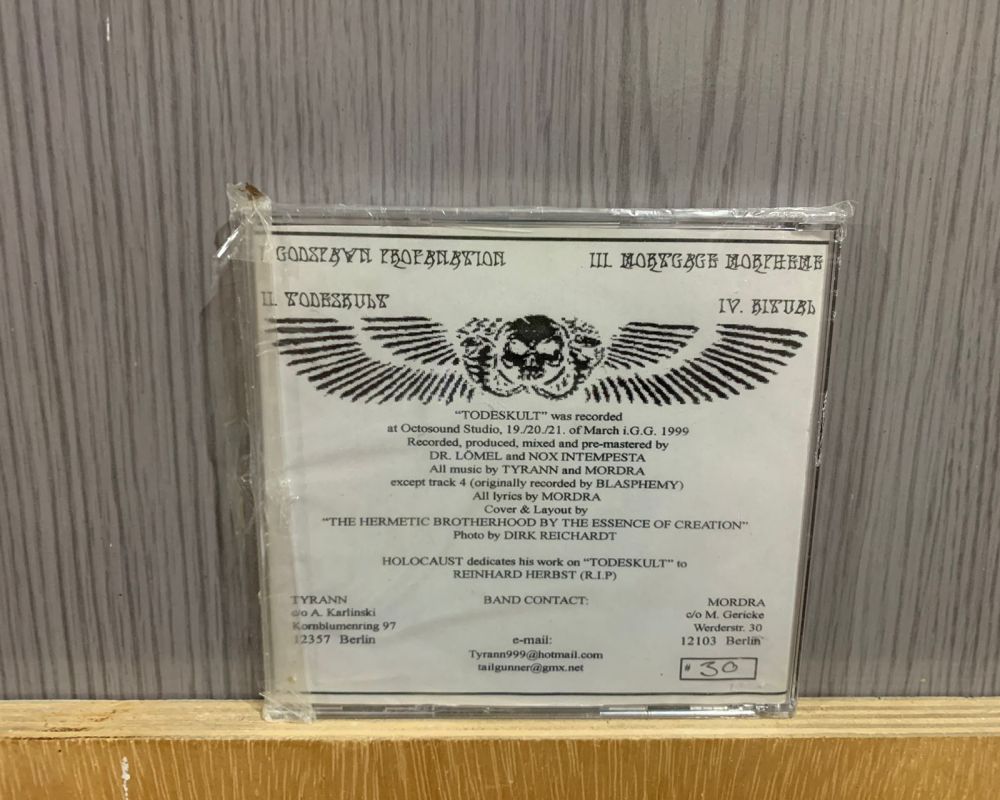 I. GODSPAWN PROFANATION
III. MORTGAGE MORPHEME
II. TODESKULT
IV. RITUAL
"TODESKULT" was recorded
at Octosound Studio, 19./20./21. of March i.G.G. 1999
Recorded, produced, mixed and pre-mastered by
DR. LÖMEL and NOX INTEMPESTA
All music by TYRANN and MORDRA
except track 4 (originally recorded by BLASPHEMY)
All lyrics by MORDRA
Cover & Layout by
"THE HERMETIC BROTHERHOOD BY THE ESSENCE OF CREATION"
Photo by DIRK REICHARDT
HOLOCAUST dedicates his work on "TODESKULT" to
REINHARD HERBST (R.I.P)
BAND CONTACT:
TYRANN
c/o A. Karlinski
Kornblumenring 97
12357 Berlin
MORDRA
c/o M. Gericke
Werderstr. 30
12103 Berlin
e-mail:
Tyrann999@hotmail.com
tailgunner@gmx.net
# 30